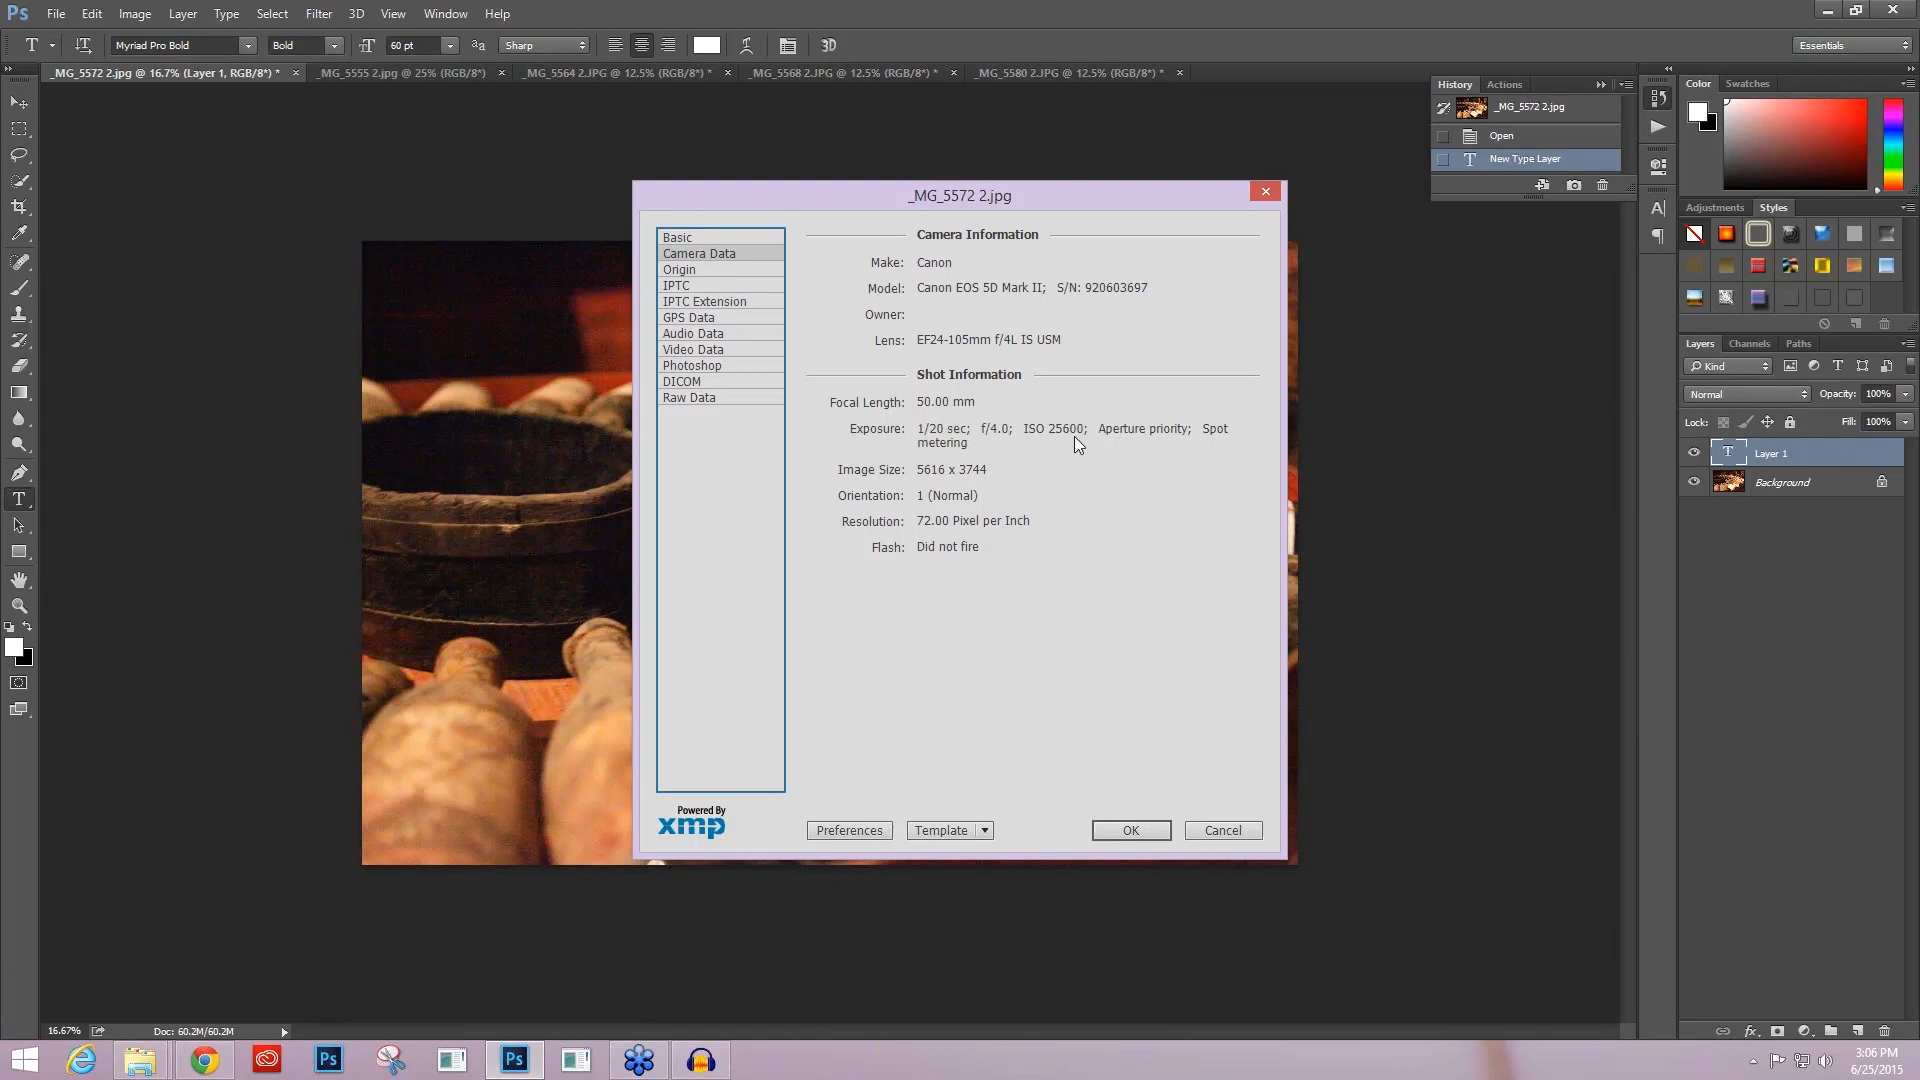 Ps File Edit Image Layer Type Select Filter 3D View Window Help
T Myriad Pro Bold Bold 60 pt Sharp 3D Essentials
_MG_5572 2.jpg @ 16.7% (Layer 1, RGB/8*) * _MG_5555 2.jpg @ 25% (RGB/8*) _MG_5564 2.JPG @ 12.5% (RGB/8*) * _MG_5568 2.JPG @ 12.5% (RGB/8*) * _MG_5580 2.JPG @ 12.5% (RGB/8*) *
History Actions
_MG_5572 2.jpg
Open
New Type Layer
Color Swatches
Adjustments Styles
Layers Channels Paths
Kind
Normal Opacity: 100%
Lock: Fill: 100%
Layer 1
Background
_MG_5572 2.jpg
Basic
Camera Data
Origin
IPTC
IPTC Extension
GPS Data
Audio Data
Video Data
Photoshop
DICOM
Raw Data
Camera Information
Make: Canon
Model: Canon EOS 5D Mark II; S/N: 920603697
Owner:
Lens: EF24-105mm f/4L IS USM
Shot Information
Focal Length: 50.00 mm
Exposure: 1/20 sec; f/4.0; ISO 25600; Aperture priority; Spot
metering
Image Size: 5616 x 3744
Orientation: 1 (Normal)
Resolution: 72.00 Pixel per Inch
Flash: Did not fire
Powered By
xmp
Preferences Template OK Cancel
16.67% Doc: 60.2M/60.2M
Ps Ps
3:06 PM
6/25/2015